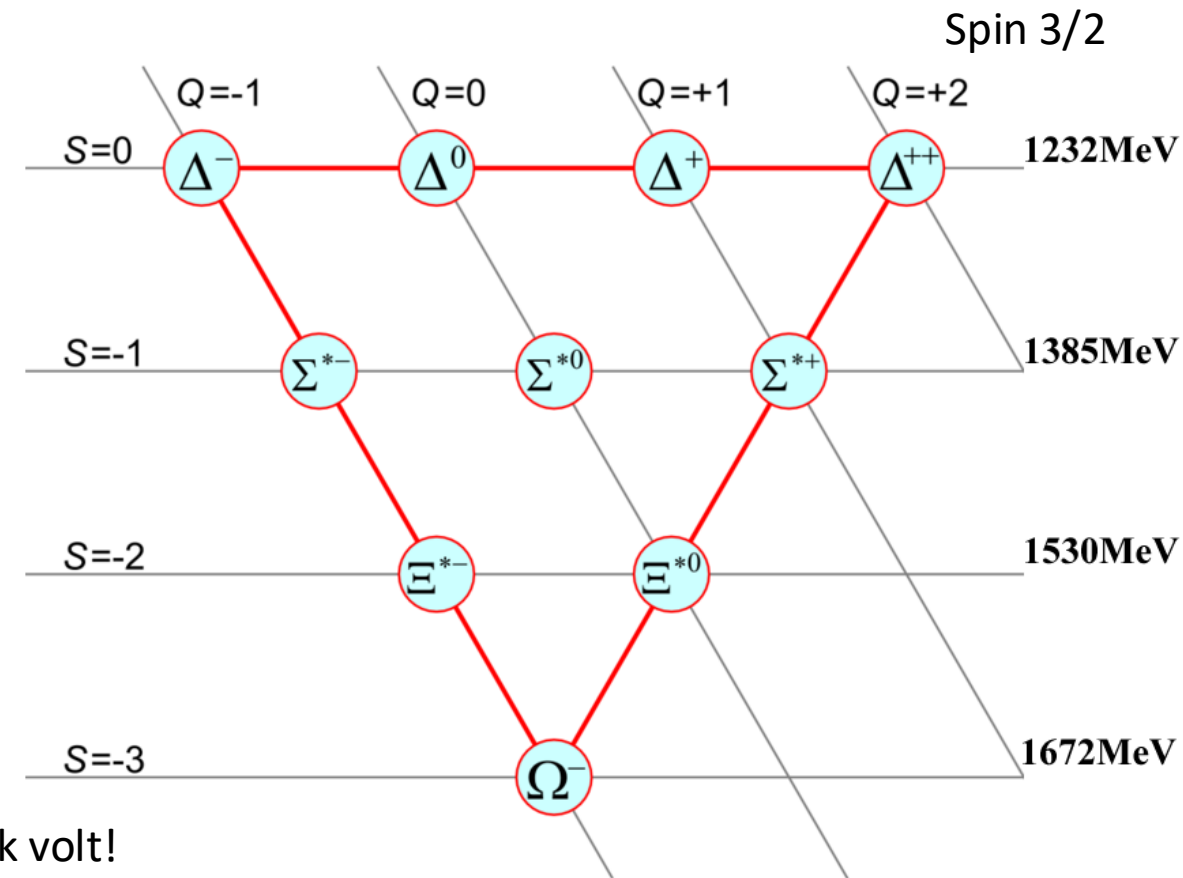 Spin 3/2
Q=-1 Q=0 Q=+1 Q=+2
S=0 Δ⁻ Δ⁰ Δ⁺ Δ⁺⁺ 1232MeV
S=-1 Σ*⁻ Σ*⁰ Σ*⁺ 1385MeV
S=-2 Ξ*⁻ Ξ*⁰ 1530MeV
S=-3 Ω⁻ 1672MeV
k volt!